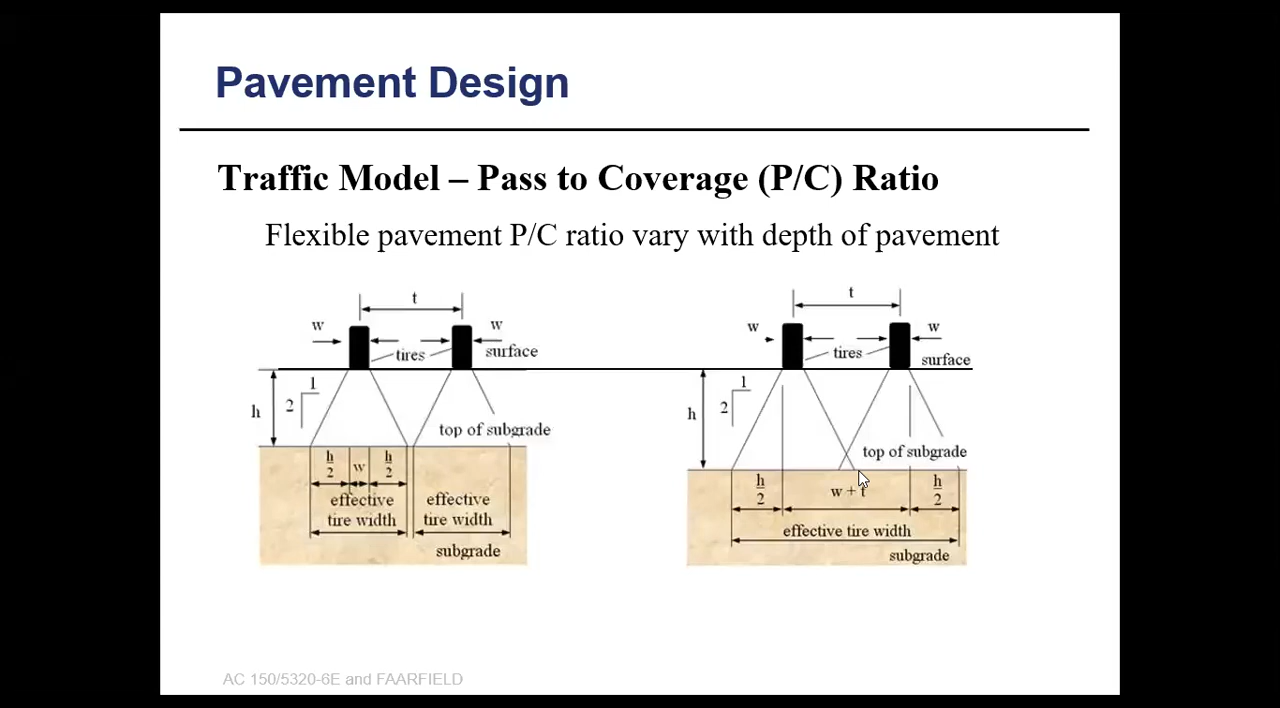 Pavement Design
Traffic Model – Pass to Coverage (P/C) Ratio
Flexible pavement P/C ratio vary with depth of pavement
t
w
w
tires
surface
1
2
h
top of subgrade
h
2
w
h
2
effective
tire width
effective
tire width
subgrade
t
w
w
tires
surface
1
2
h
top of subgrade
h
2
w + t
h
2
effective tire width
subgrade
AC 150/5320-6E and FAARFIELD